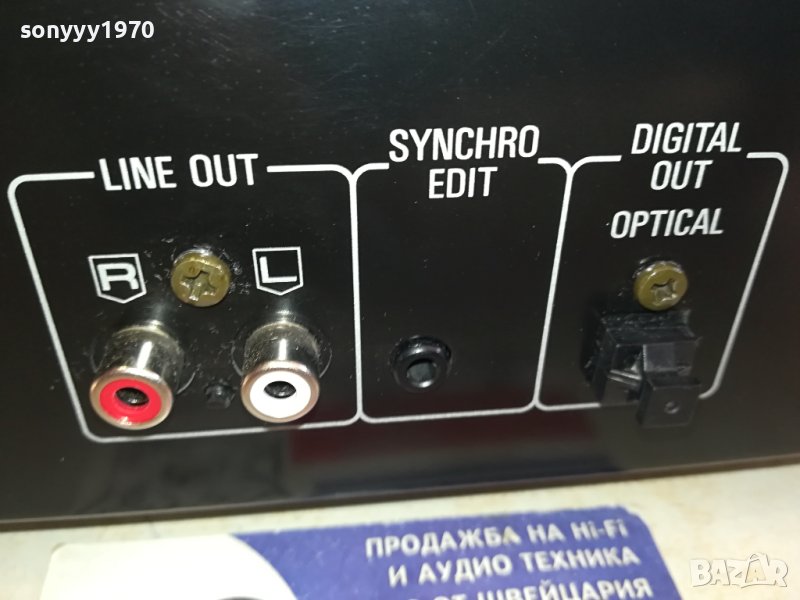 sonyyy1970
LINE OUT
SYNCHRO
EDIT
DIGITAL
OUT
OPTICAL
R
L
ПРОДАЖБА НА Hi-Fi
И АУДИО ТЕХНИКА
ОТ ШВЕЙЦАРИЯ
BAZAR